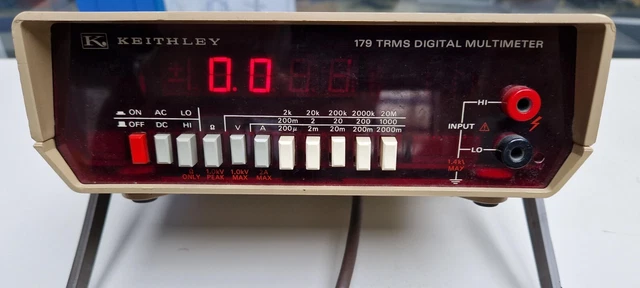 K KEITHLEY
179 TRMS DIGITAL MULTIMETER
0.0
ON AC LO 2k 20k 200k 2000k 20M
200m 2 20 200 1000
OFF DC HI Ω V A 200µ 2m 20m 200m 2000m
HI
INPUT
LO
Ω ONLY
1.0kV MAX
2A MAX
1.4kV MAX
PEAK